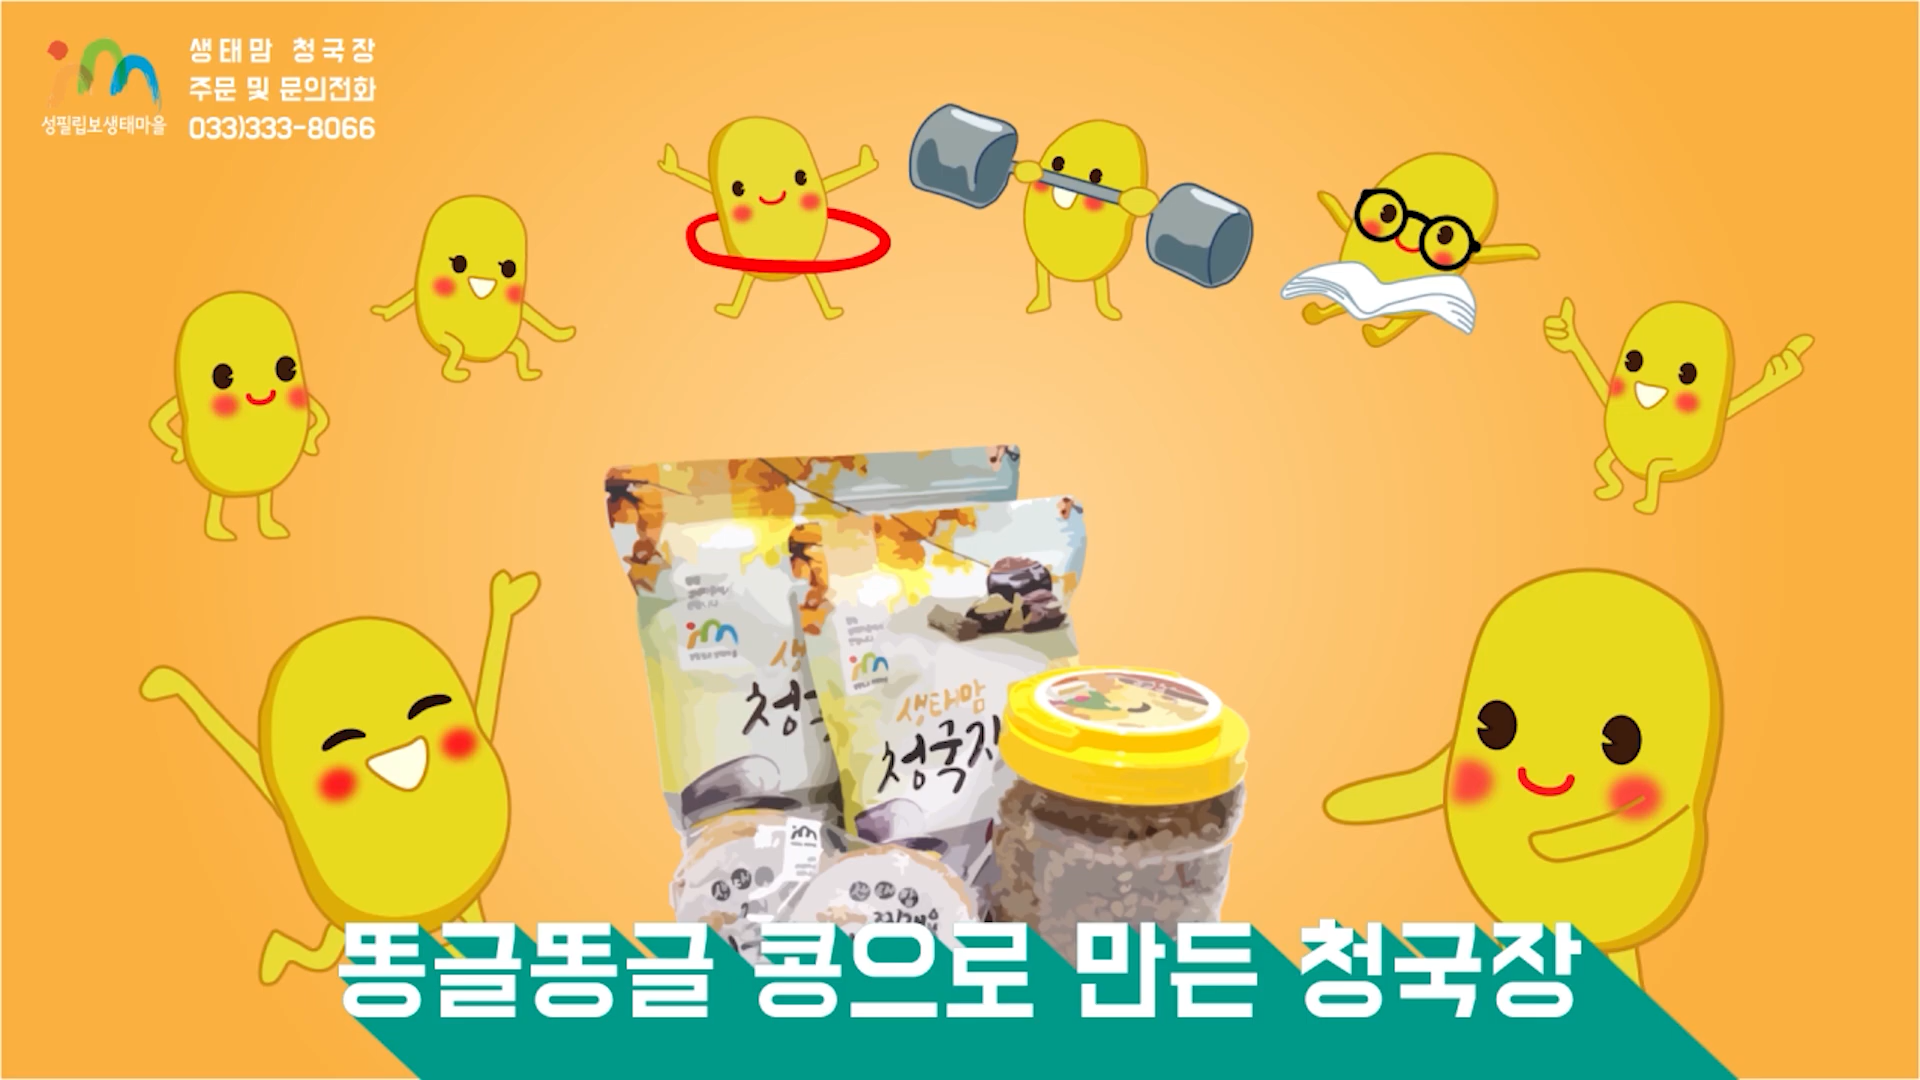 생태맘 청국장
주문 및 문의전화
033)333-8066
성필립보생태마을
생태맘
청국장
똥글똥글 콩으로 만든 청국장